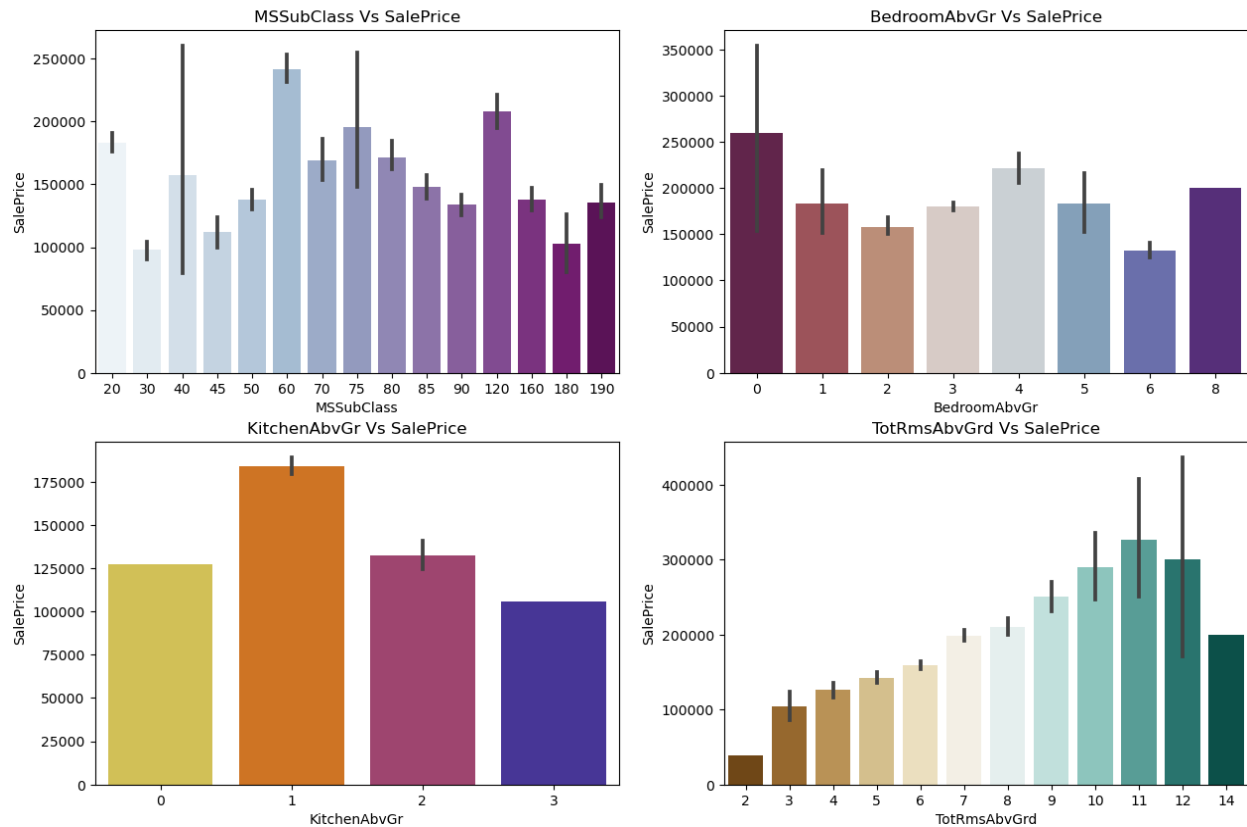 MSSubClass Vs SalePrice
SalePrice
250000
200000
150000
100000
50000
0
20 30 40 45 50 60 70 75 80 85 90 120 160 180 190
MSSubClass
BedroomAbvGr Vs SalePrice
SalePrice
350000
300000
250000
200000
150000
100000
50000
0
0 1 2 3 4 5 6 8
BedroomAbvGr
KitchenAbvGr Vs SalePrice
SalePrice
175000
150000
125000
100000
75000
50000
25000
0
0 1 2 3
KitchenAbvGr
TotRmsAbvGrd Vs SalePrice
SalePrice
400000
300000
200000
100000
0
2 3 4 5 6 7 8 9 10 11 12 14
TotRmsAbvGrd